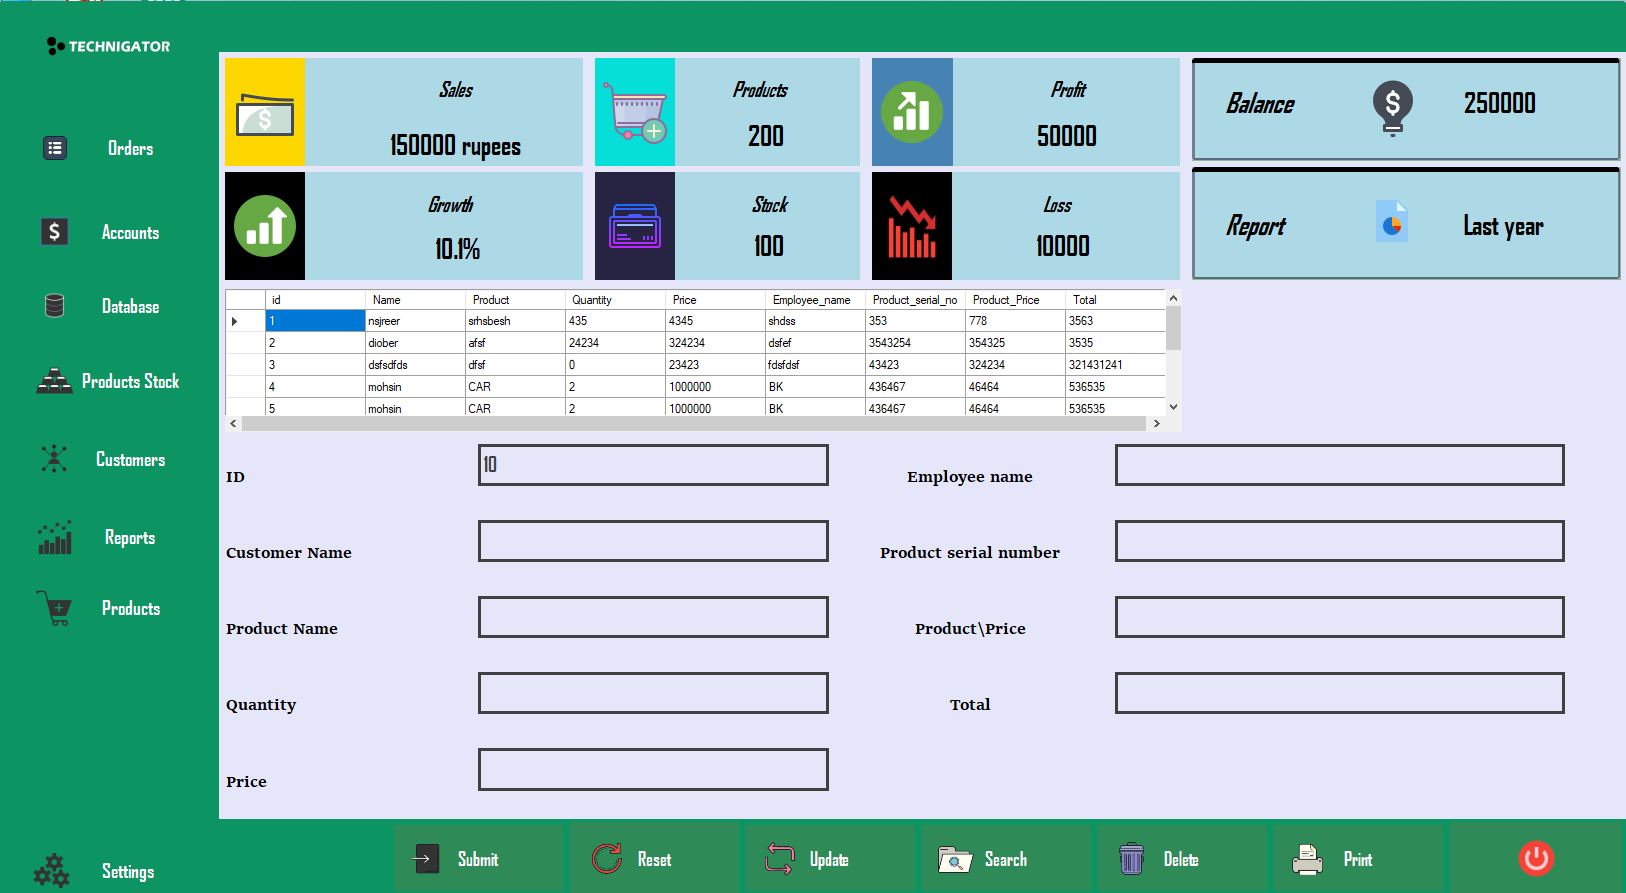 TECHNIGATOR
Orders
Accounts
Database
Products Stock
Customers
Reports
Products
Settings
Sales
150000 rupees
Products
200
Profit
50000
Balance 250000
Growth
10.1%
Stock
100
Loss
10000
Report Last year
id Name Product Quantity Price Employee_name Product_serial_no Product_Price Total
1 nsjreer srhsbesh 435 4345 shdss 353 778 3563
2 diober afsf 24234 324234 dsfef 3543254 354325 3535
3 dsfsdfds dfsf 0 23423 fdsfdsf 43423 324234 321431241
4 mohsin CAR 2 1000000 BK 436467 46464 536535
5 mohsin CAR 2 1000000 BK 436467 46464 536535
ID 10 Employee name
Customer Name Product serial number
Product Name Product\Price
Quantity Total
Price
Submit Reset Update Search Delete Print